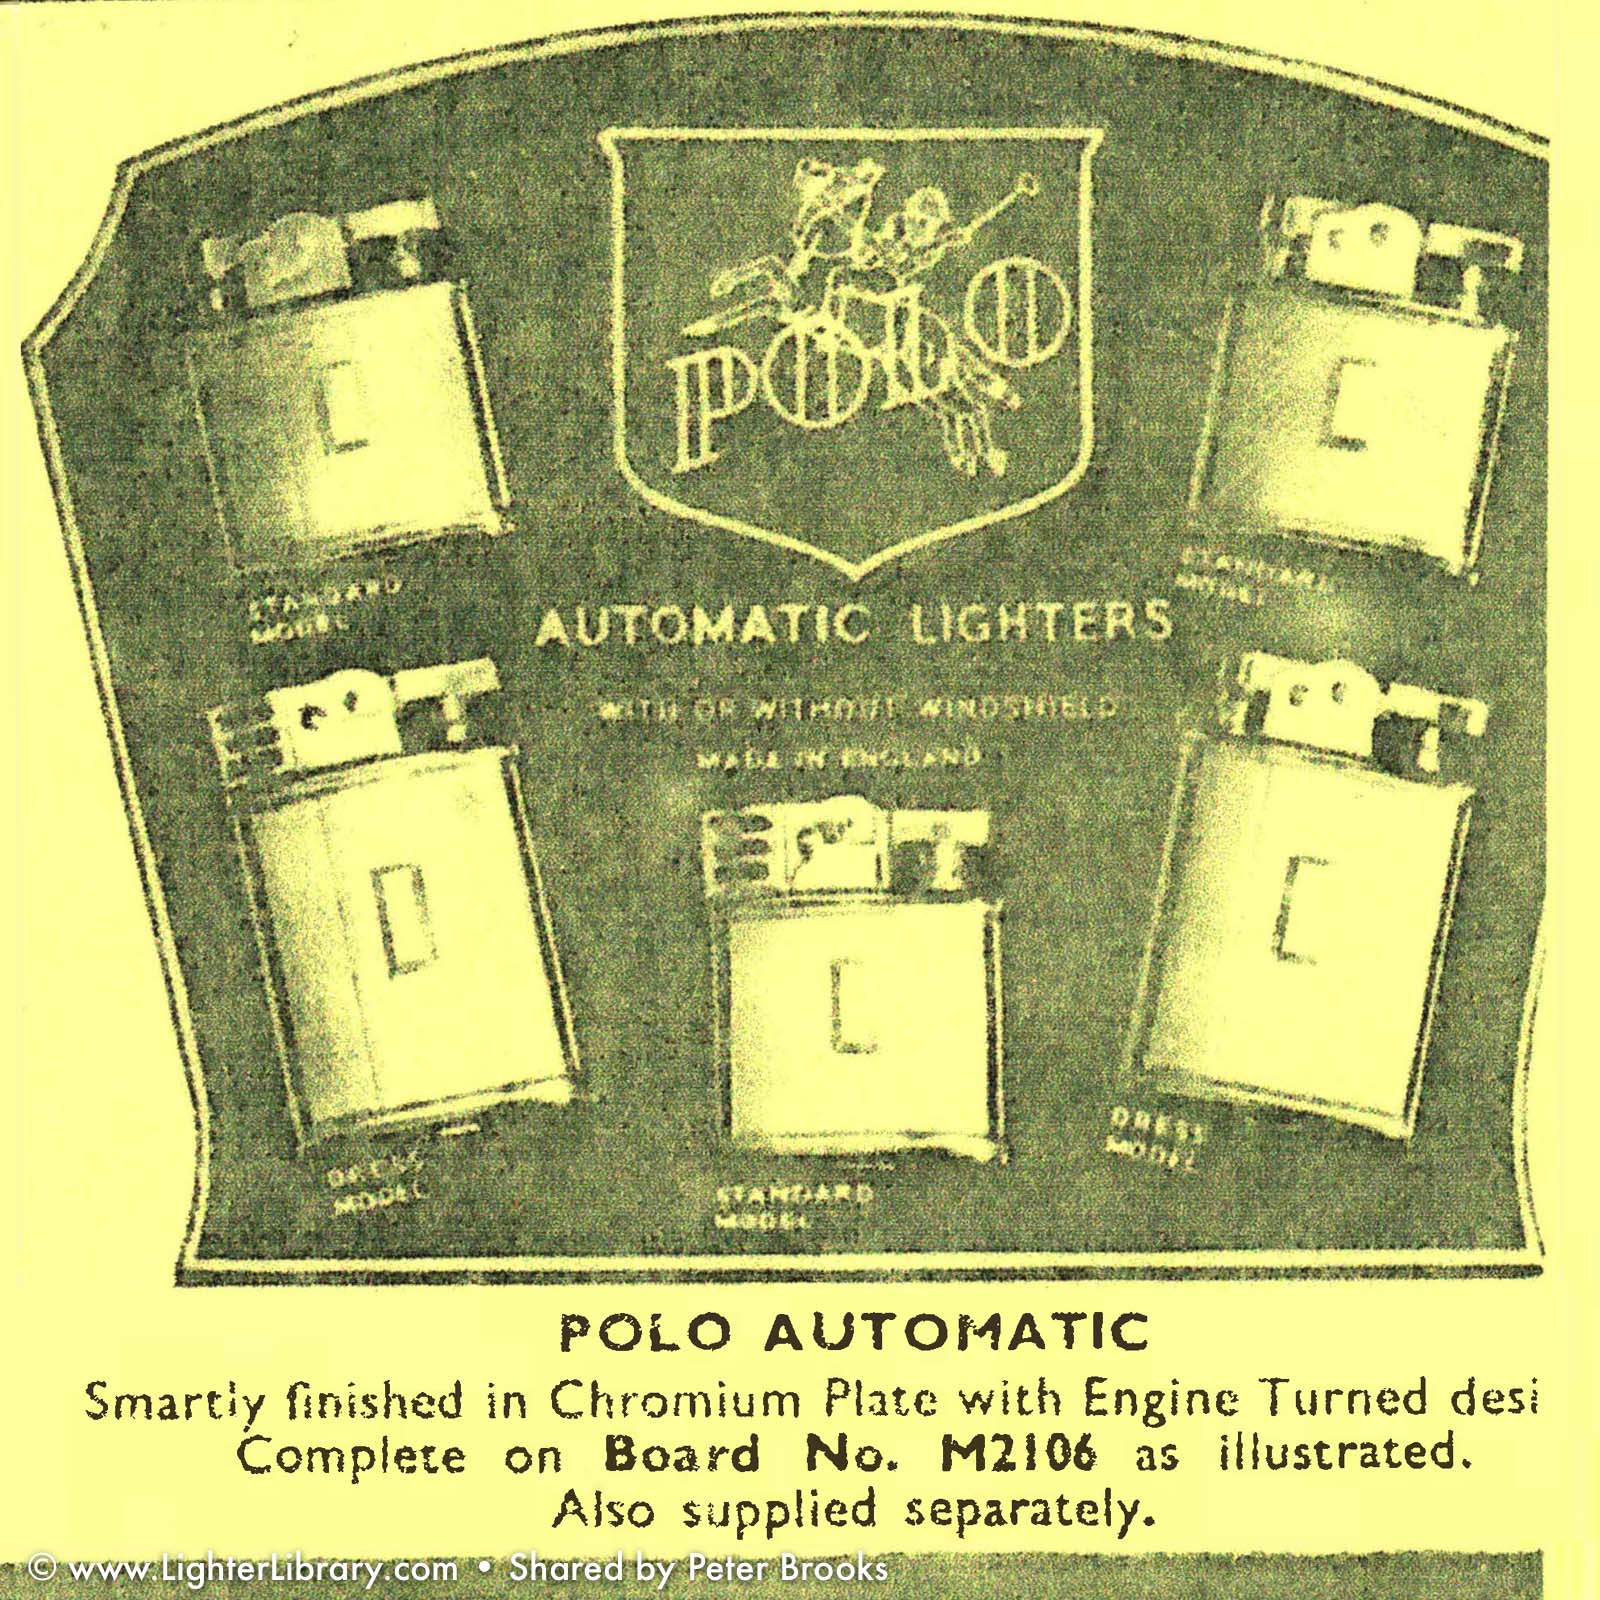 POLO
STANDARD
MODEL
STANDARD
MODEL
AUTOMATIC LIGHTERS
WITH OR WITHOUT WINDSHIELD
MADE IN ENGLAND
DRESS
MODEL
STANDARD
MODEL
DRESS
MODEL
POLO AUTOMATIC
Smartly finished in Chromium Plate with Engine Turned desi
Complete on Board No. M2106 as illustrated.
Also supplied separately.
© www.LighterLibrary.com • Shared by Peter Brooks